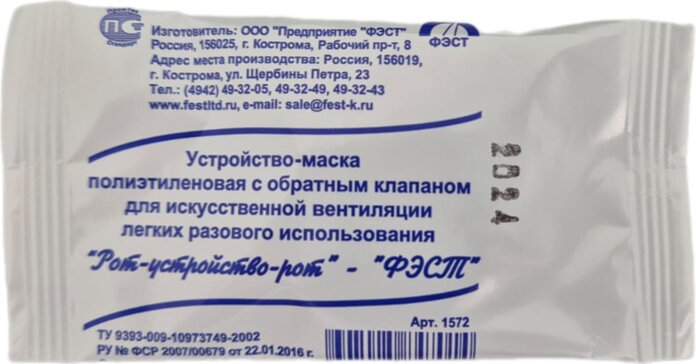 ПромТех
ПС
Стандарт
Изготовитель: ООО "Предприятие "ФЭСТ"
Россия, 156025, г. Кострома, Рабочий пр-т, 8
Адрес места производства: Россия, 156019,
г. Кострома, ул. Щербины Петра, 23
Тел.: (4942) 49-32-05, 49-32-49, 49-32-43
www.festltd.ru, e-mail: sale@fest-k.ru
ФЭСТ
Устройство-маска
полиэтиленовая с обратным клапаном
для искусственной вентиляции
легких разового использования
"Рот-устройство-рот" - "ФЭСТ"
2024
Арт. 1572
ТУ 9393-009-10973749-2002
РУ № ФСР 2007/00679 от 22.01.2016 г.